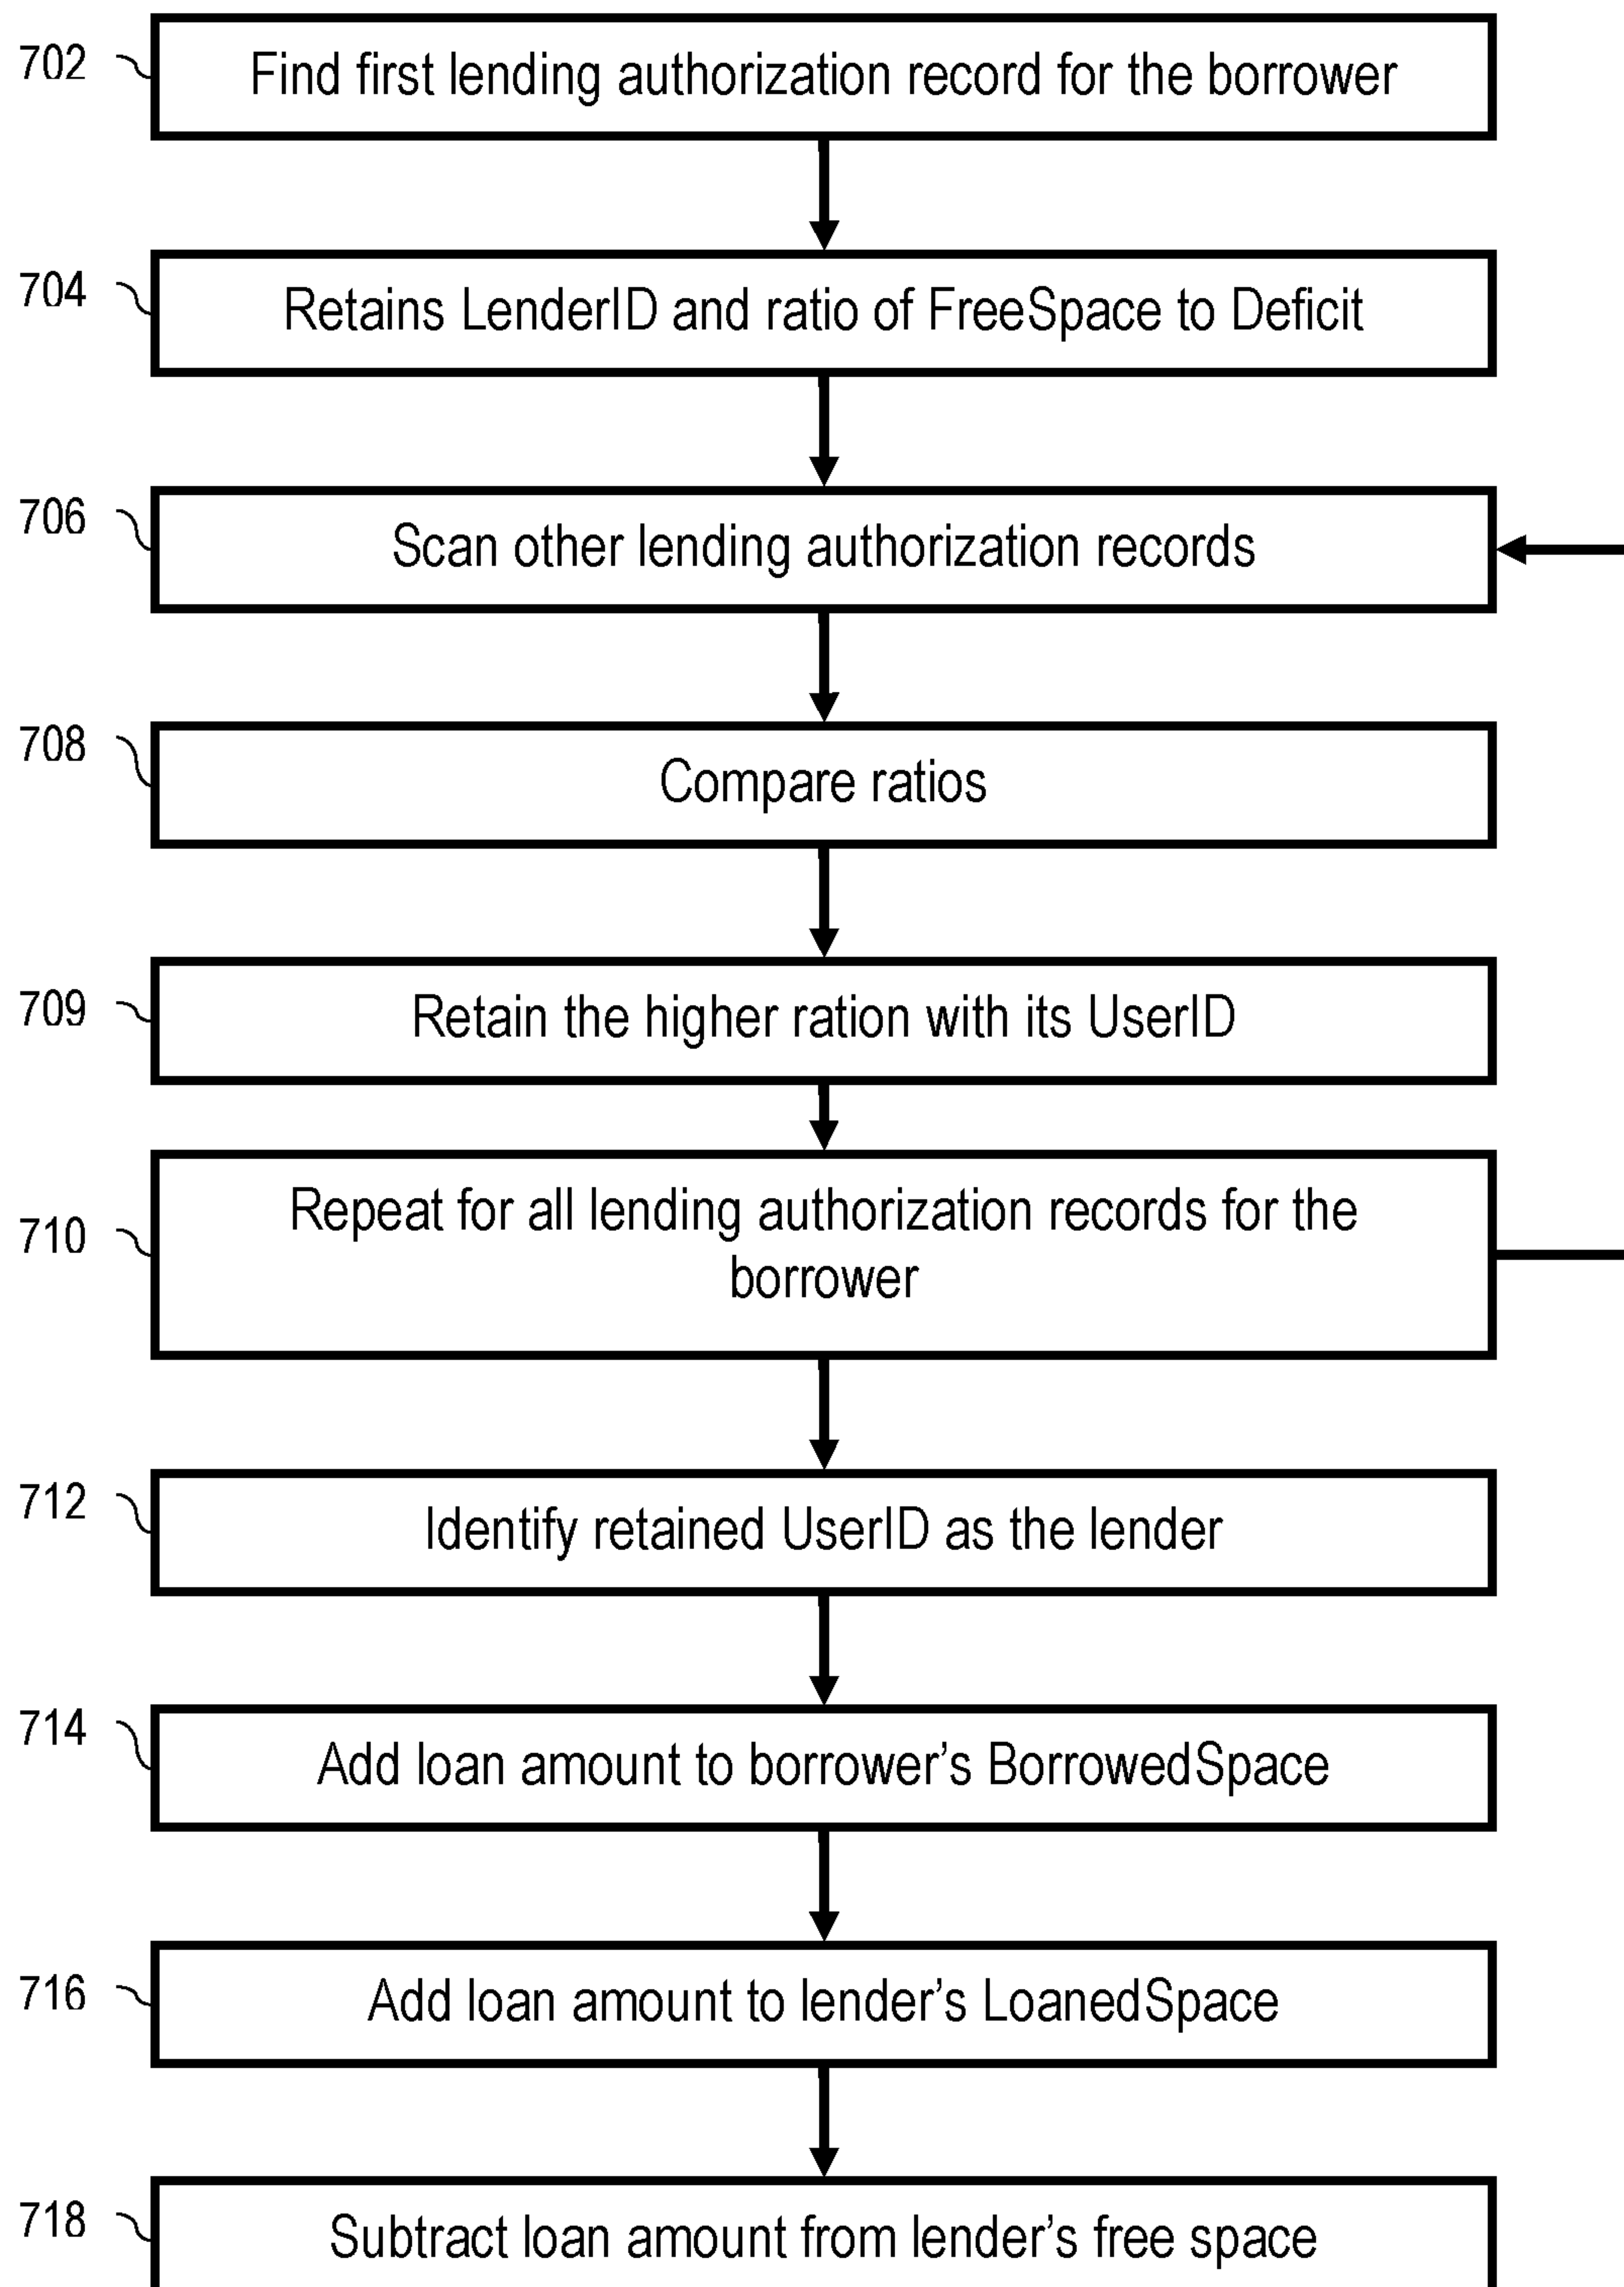 702 Find first lending authorization record for the borrower
704 Retains LenderID and ratio of FreeSpace to Deficit
706 Scan other lending authorization records
708 Compare ratios
709 Retain the higher ration with its UserID
710 Repeat for all lending authorization records for the
borrower
712 Identify retained UserID as the lender
714 Add loan amount to borrower’s BorrowedSpace
716 Add loan amount to lender’s LoanedSpace
718 Subtract loan amount from lender’s free space